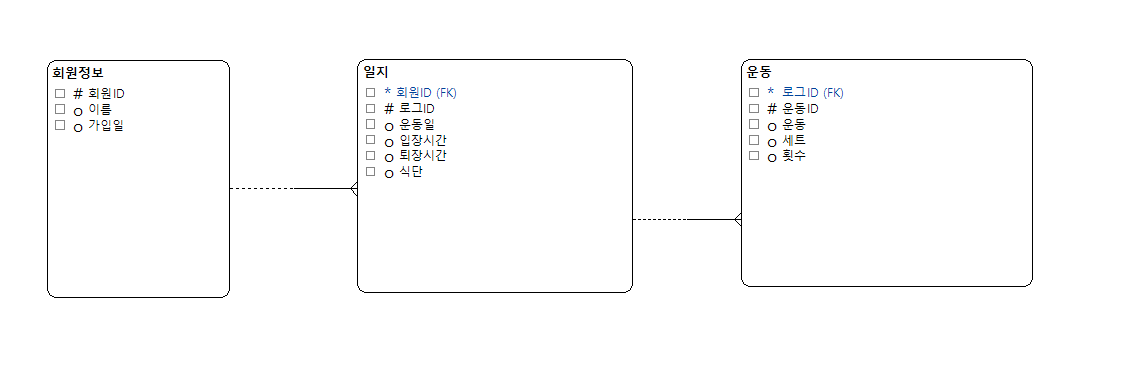 회원정보
# 회원ID
o 이름
o 가입일
일지
* 회원ID (FK)
# 로그ID
o 운동일
o 입장시간
o 퇴장시간
o 식단
운동
* 로그ID (FK)
# 운동ID
o 운동
o 세트
o 횟수